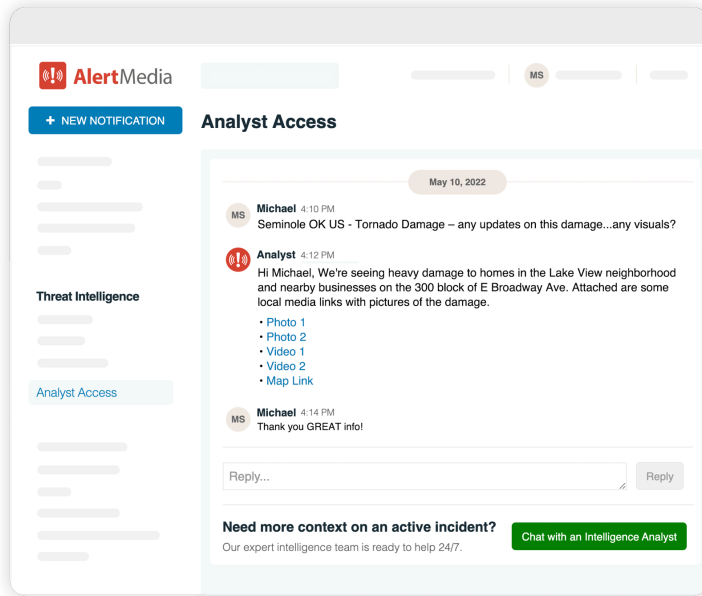 AlertMedia
MS
+ NEW NOTIFICATION
Analyst Access
May 10, 2022
MS
Michael 4:10 PM
Seminole OK US - Tornado Damage – any updates on this damage...any visuals?
Analyst 4:12 PM
Hi Michael, We're seeing heavy damage to homes in the Lake View neighborhood
and nearby businesses on the 300 block of E Broadway Ave. Attached are some
local media links with pictures of the damage.
• Photo 1
• Photo 2
• Video 1
• Video 2
• Map Link
Threat Intelligence
Analyst Access
MS
Michael 4:14 PM
Thank you GREAT info!
Reply...
Reply
Need more context on an active incident?
Our expert intelligence team is ready to help 24/7.
Chat with an Intelligence Analyst